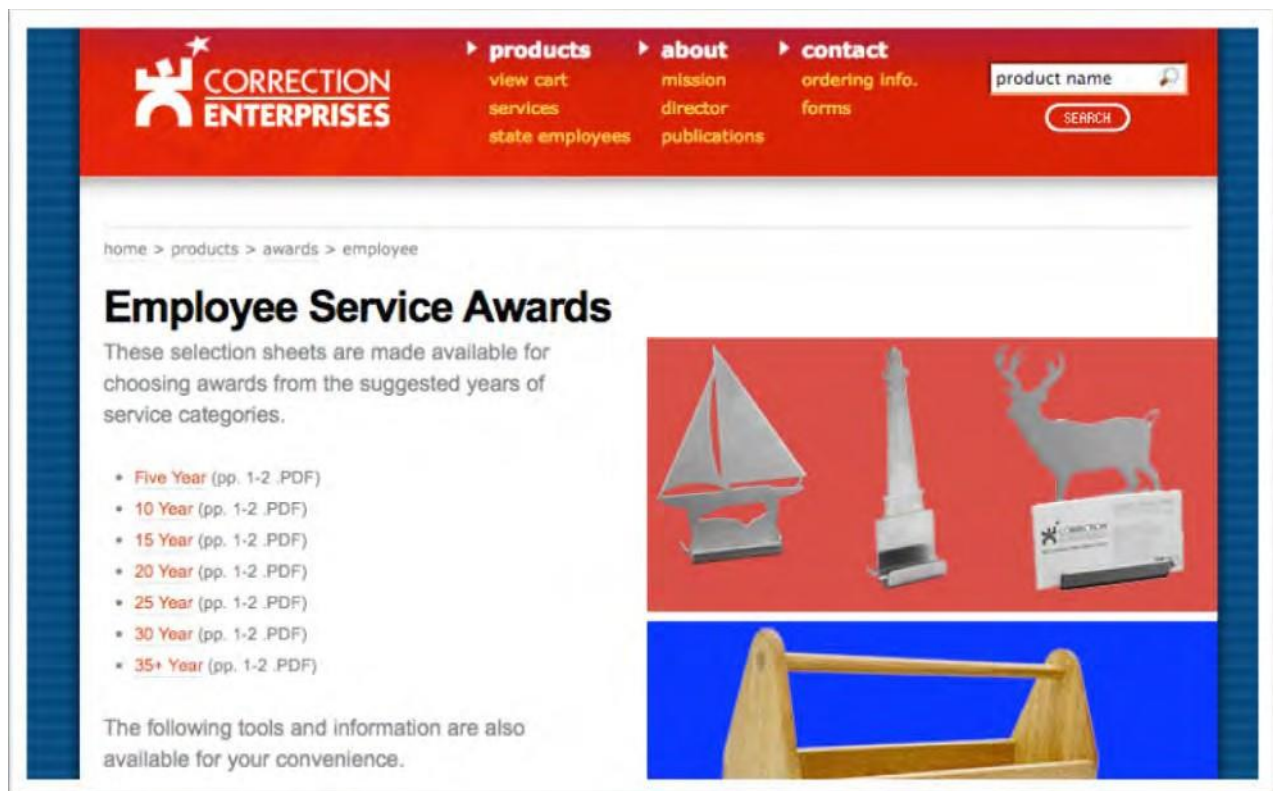 CORRECTION
ENTERPRISES
products
view cart
services
state employees
about
mission
director
publications
contact
ordering info.
forms
product name
SEARCH
home > products > awards > employee
Employee Service Awards
These selection sheets are made available for
choosing awards from the suggested years of
service categories.
• Five Year (pp. 1-2 .PDF)
• 10 Year (pp. 1-2 .PDF)
• 15 Year (pp. 1-2 .PDF)
• 20 Year (pp. 1-2 .PDF)
• 25 Year (pp. 1-2 .PDF)
• 30 Year (pp. 1-2 .PDF)
• 35+ Year (pp. 1-2 .PDF)
The following tools and information are also
available for your convenience.
CORRECTION